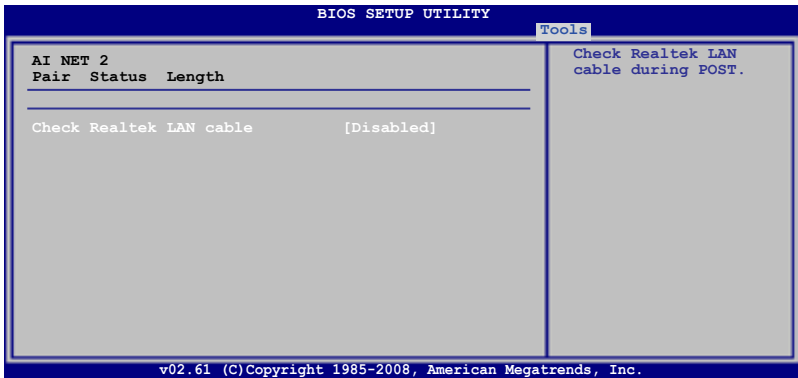 BIOS SETUP UTILITY
Tools
AI NET 2
Pair Status Length
Check Realtek LAN cable [Disabled]
Check Realtek LAN
cable during POST.
v02.61 (C)Copyright 1985-2008, American Megatrends, Inc.